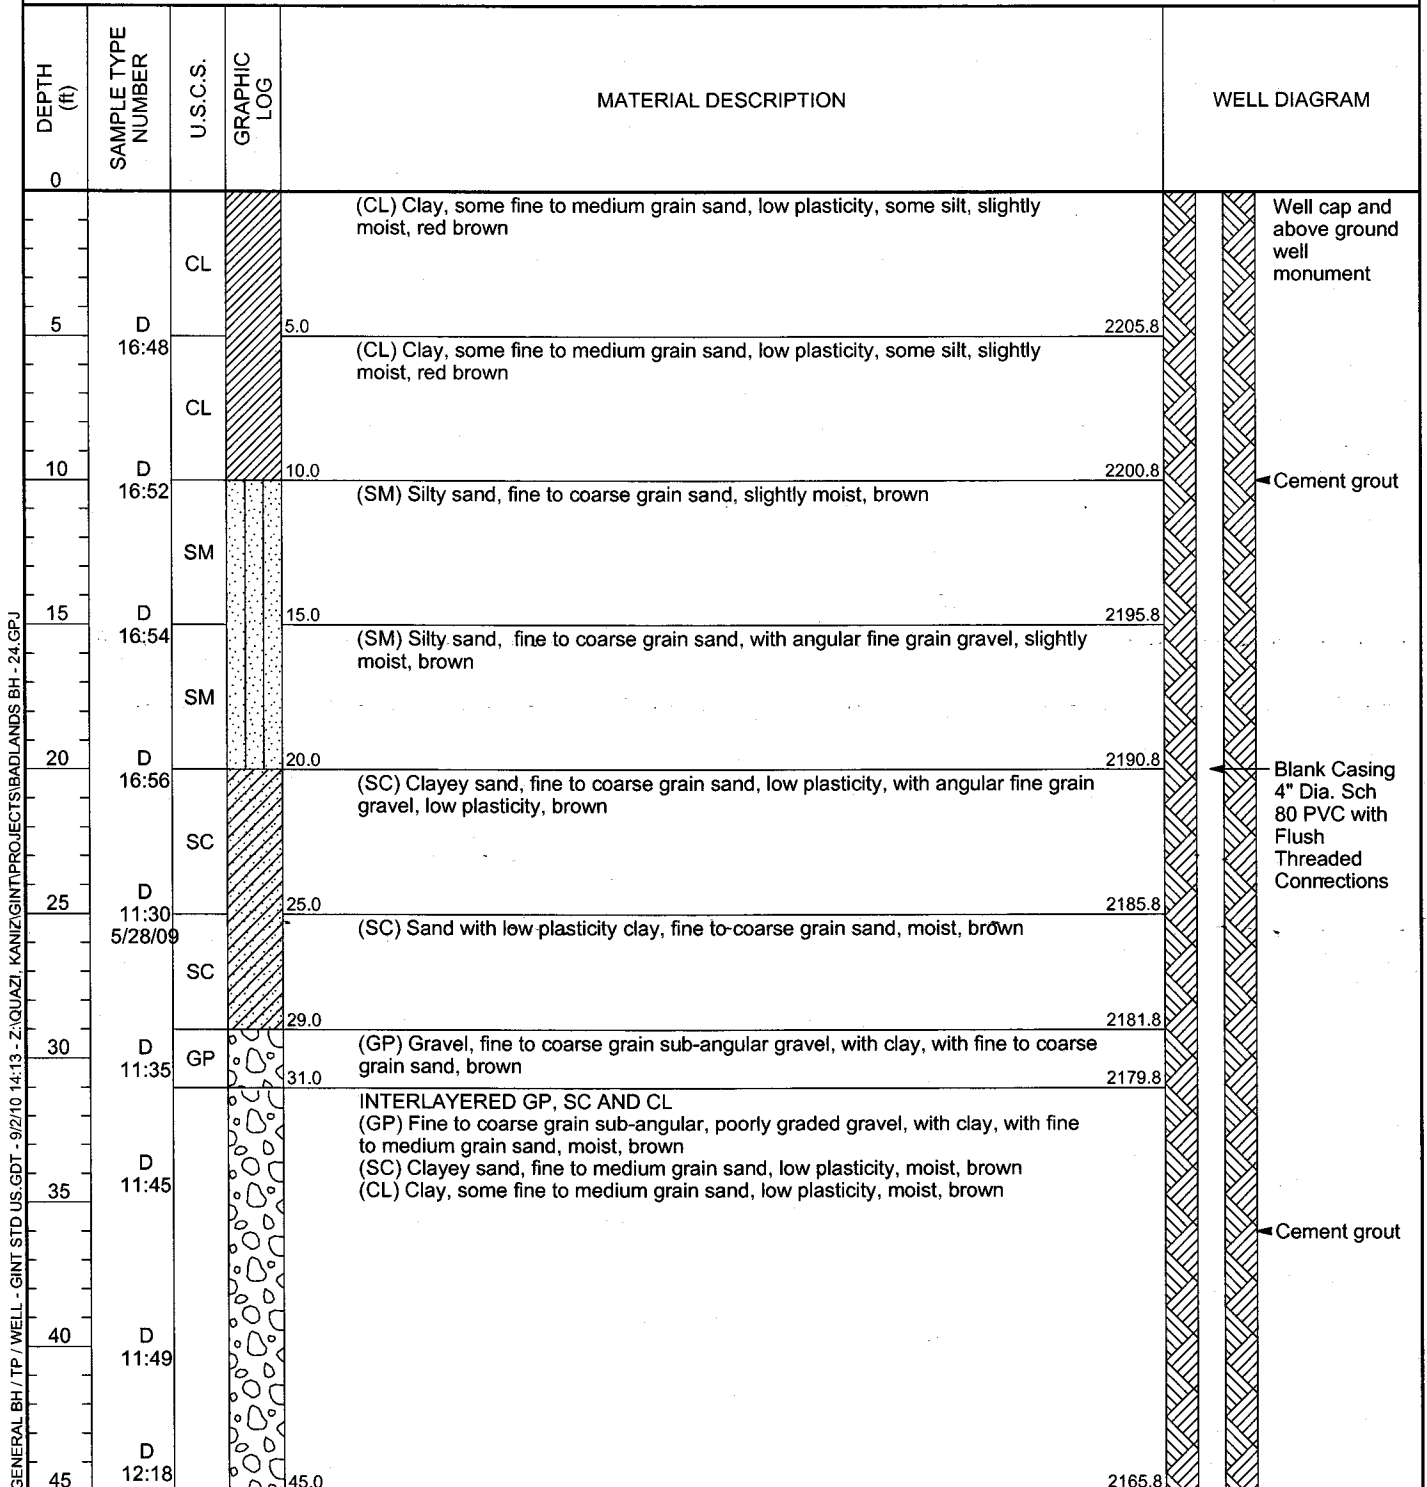 DEPTH
(ft)
SAMPLE TYPE
NUMBER
U.S.C.S.
GRAPHIC
LOG
MATERIAL DESCRIPTION
WELL DIAGRAM
0
(CL) Clay, some fine to medium grain sand, low plasticity, some silt, slightly
moist, red brown
Well cap and
above ground
well
monument
CL
5
D
16:48
5.0
2205.8
(CL) Clay, some fine to medium grain sand, low plasticity, some silt, slightly
moist, red brown
CL
10
D
16:52
10.0
2200.8
Cement grout
(SM) Silty sand, fine to coarse grain sand, slightly moist, brown
SM
15
D
16:54
15.0
2195.8
(SM) Silty sand, fine to coarse grain sand, with angular fine grain gravel, slightly
moist, brown
SM
20
D
16:56
20.0
2190.8
(SC) Clayey sand, fine to coarse grain sand, low plasticity, with angular fine grain
gravel, low plasticity, brown
Blank Casing
4" Dia. Sch
80 PVC with
Flush
Threaded
Connections
SC
25
D
11:30
5/28/09
25.0
2185.8
(SC) Sand with low plasticity clay, fine to coarse grain sand, moist, brown
SC
29.0
2181.8
30
D
11:35
GP
(GP) Gravel, fine to coarse grain sub-angular gravel, with clay, with fine to coarse
grain sand, brown
31.0
2179.8
INTERLAYERED GP, SC AND CL
(GP) Fine to coarse grain sub-angular, poorly graded gravel, with clay, with fine
to medium grain sand, moist, brown
(SC) Clayey sand, fine to medium grain sand, low plasticity, moist, brown
(CL) Clay, some fine to medium grain sand, low plasticity, moist, brown
D
11:45
35
Cement grout
40
D
11:49
D
12:18
45
45.0
2165.8
GENERAL BH / TP / WELL - GINT STD US.GDT - 9/2/10 14:13 - Z:\QUAZI, KANIZ\GINT\PROJECTS\BADLANDS BH - 24.GPJ